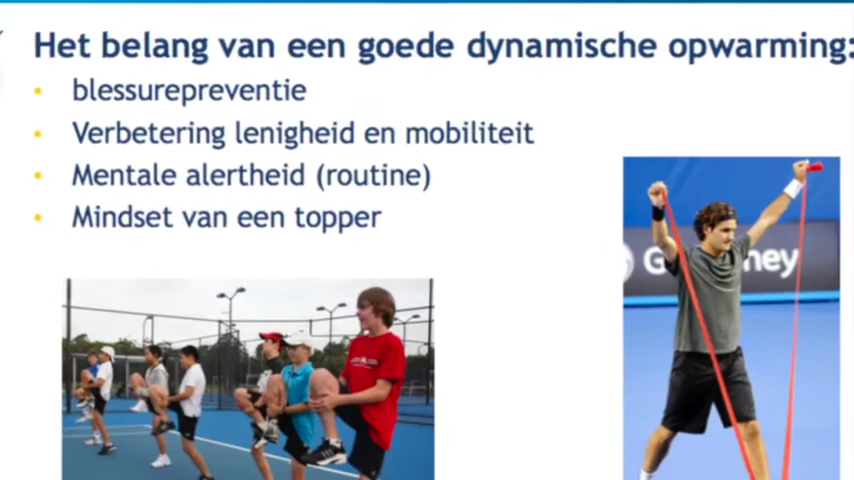 Het belang van een goede dynamische opwarming:
blessurepreventie
Verbetering lenigheid en mobiliteit
Mentale alertheid (routine)
Mindset van een topper